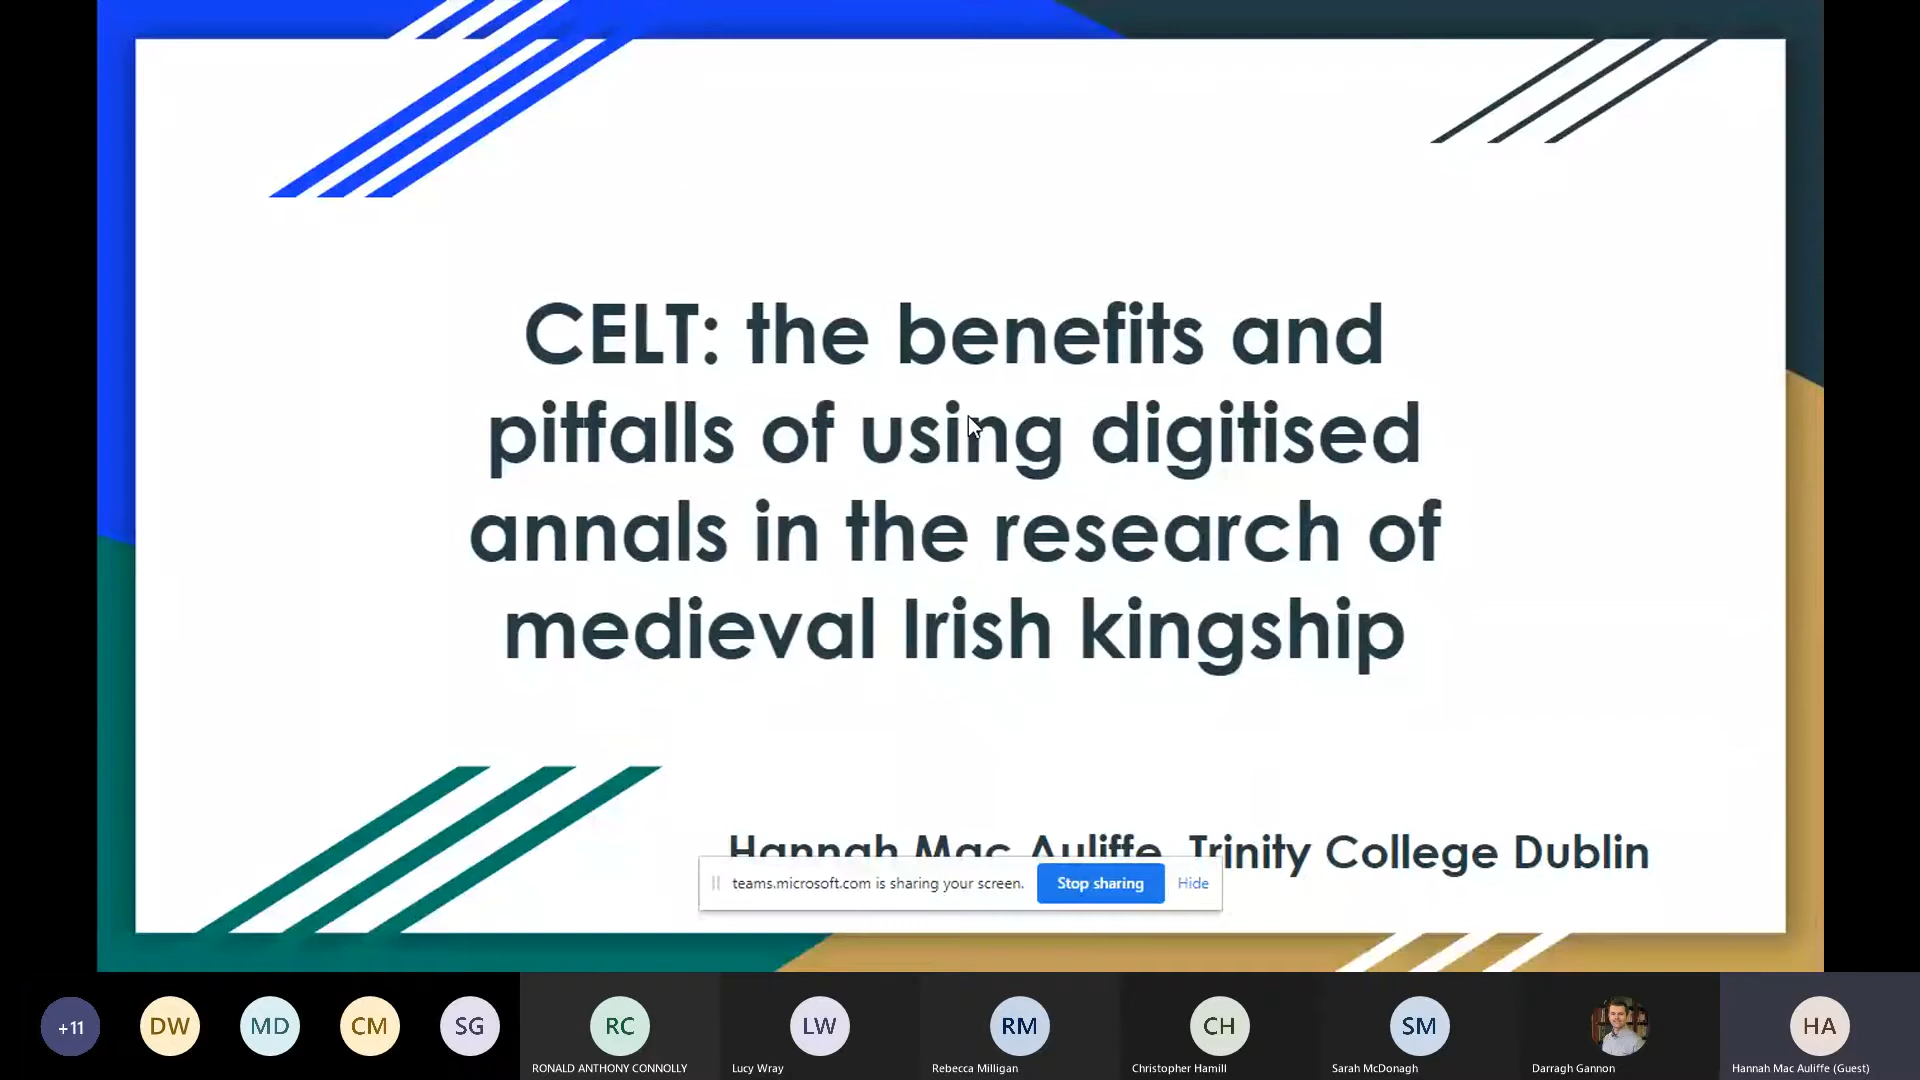 CELT: the benefits and
pitfalls of using digitised
annals in the research of
medieval Irish kingship
Hannah Mac Auliffe, Trinity College Dublin
teams.microsoft.com is sharing your screen.
Stop sharing
Hide
+11
DW
MD
CM
SG
RC
LW
RM
CH
SM
HA
RONALD ANTHONY CONNOLLY
Lucy Wray
Rebecca Milligan
Christopher Hamill
Sarah McDonagh
Darragh Gannon
Hannah Mac Auliffe (Guest)